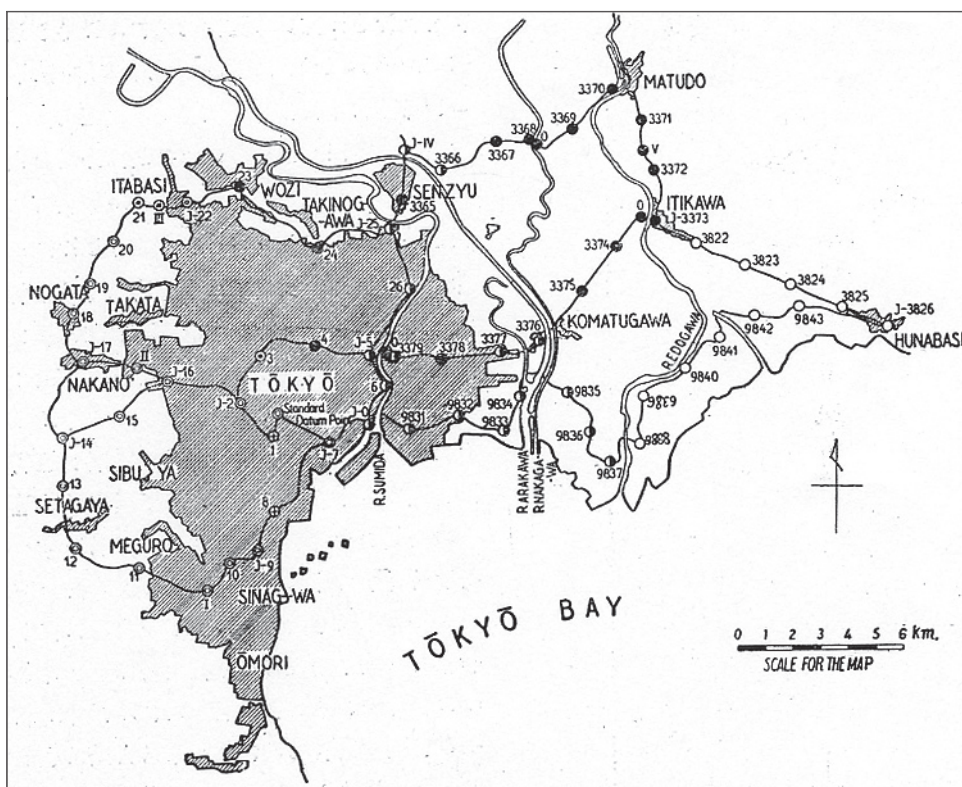 MATUDO
3370
3371
3369
3368
O
3367
V
3372
J-IV
3366
ITABASI
23
WOZI
SENZYU
3365
TAKINOG-
AWA
J-25
21
III
J-22
20
24
ITIKAWA
O
J-3373
3822
3374
3823
3824
3825
J-3826
HUNABASI
NOGATA
19
18
TAKATA
26
3375
KOMATUGAWA
3376
3377
R.EDOGAWA
9843
9842
9841
9840
J-17
II
NAKANO
J-16
3
4
J-5
3379
3378
TŌKYŌ
6
J-2
Standard
Datum Point
J-0
9831
9832
9833
9834
9835
9836
9837
9838
9839
15
J-14
1
J-7
SIBUYA
13
SETAGAYA
8
R.SUMIDA
R.ARAKAWA
R.NAKAGA-
WA
MEGURO
12
11
10
J-9
I
SINAG-WA
ŌMORI
TŌKYŌ BAY
0 1 2 3 4 5 6 km.
SCALE FOR THE MAP